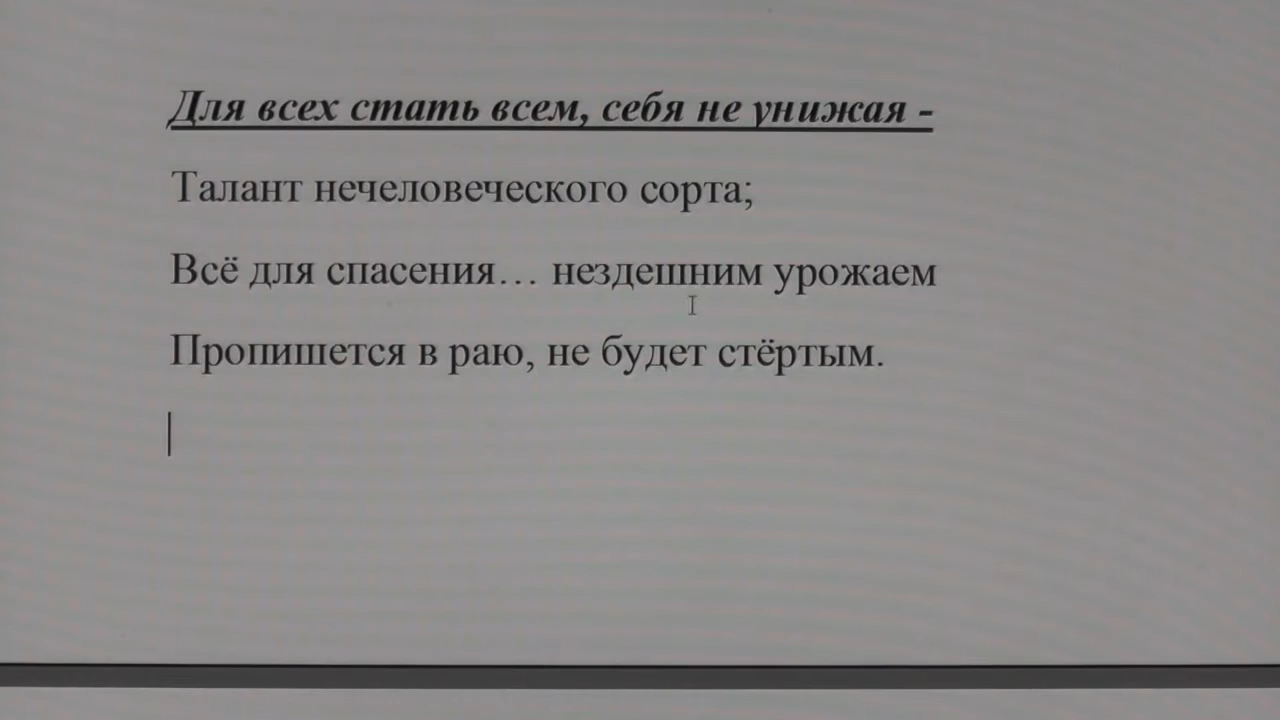 Для всех стать всем, себя не унижая -
Талант нечеловеческого сорта;
Всё для спасения… нездешним урожаем
Пропишется в раю, не будет стёртым.